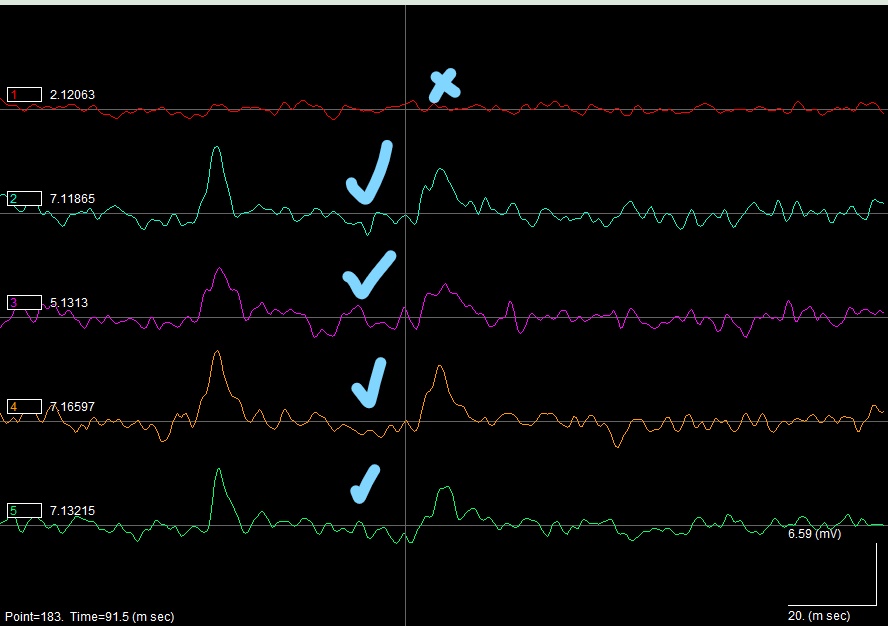 1 2.12063
2 7.11865
3 5.1313
4 7.16597
5 7.13215
6.59 (mV)
Point=183. Time=91.5 (m sec)
20. (m sec)